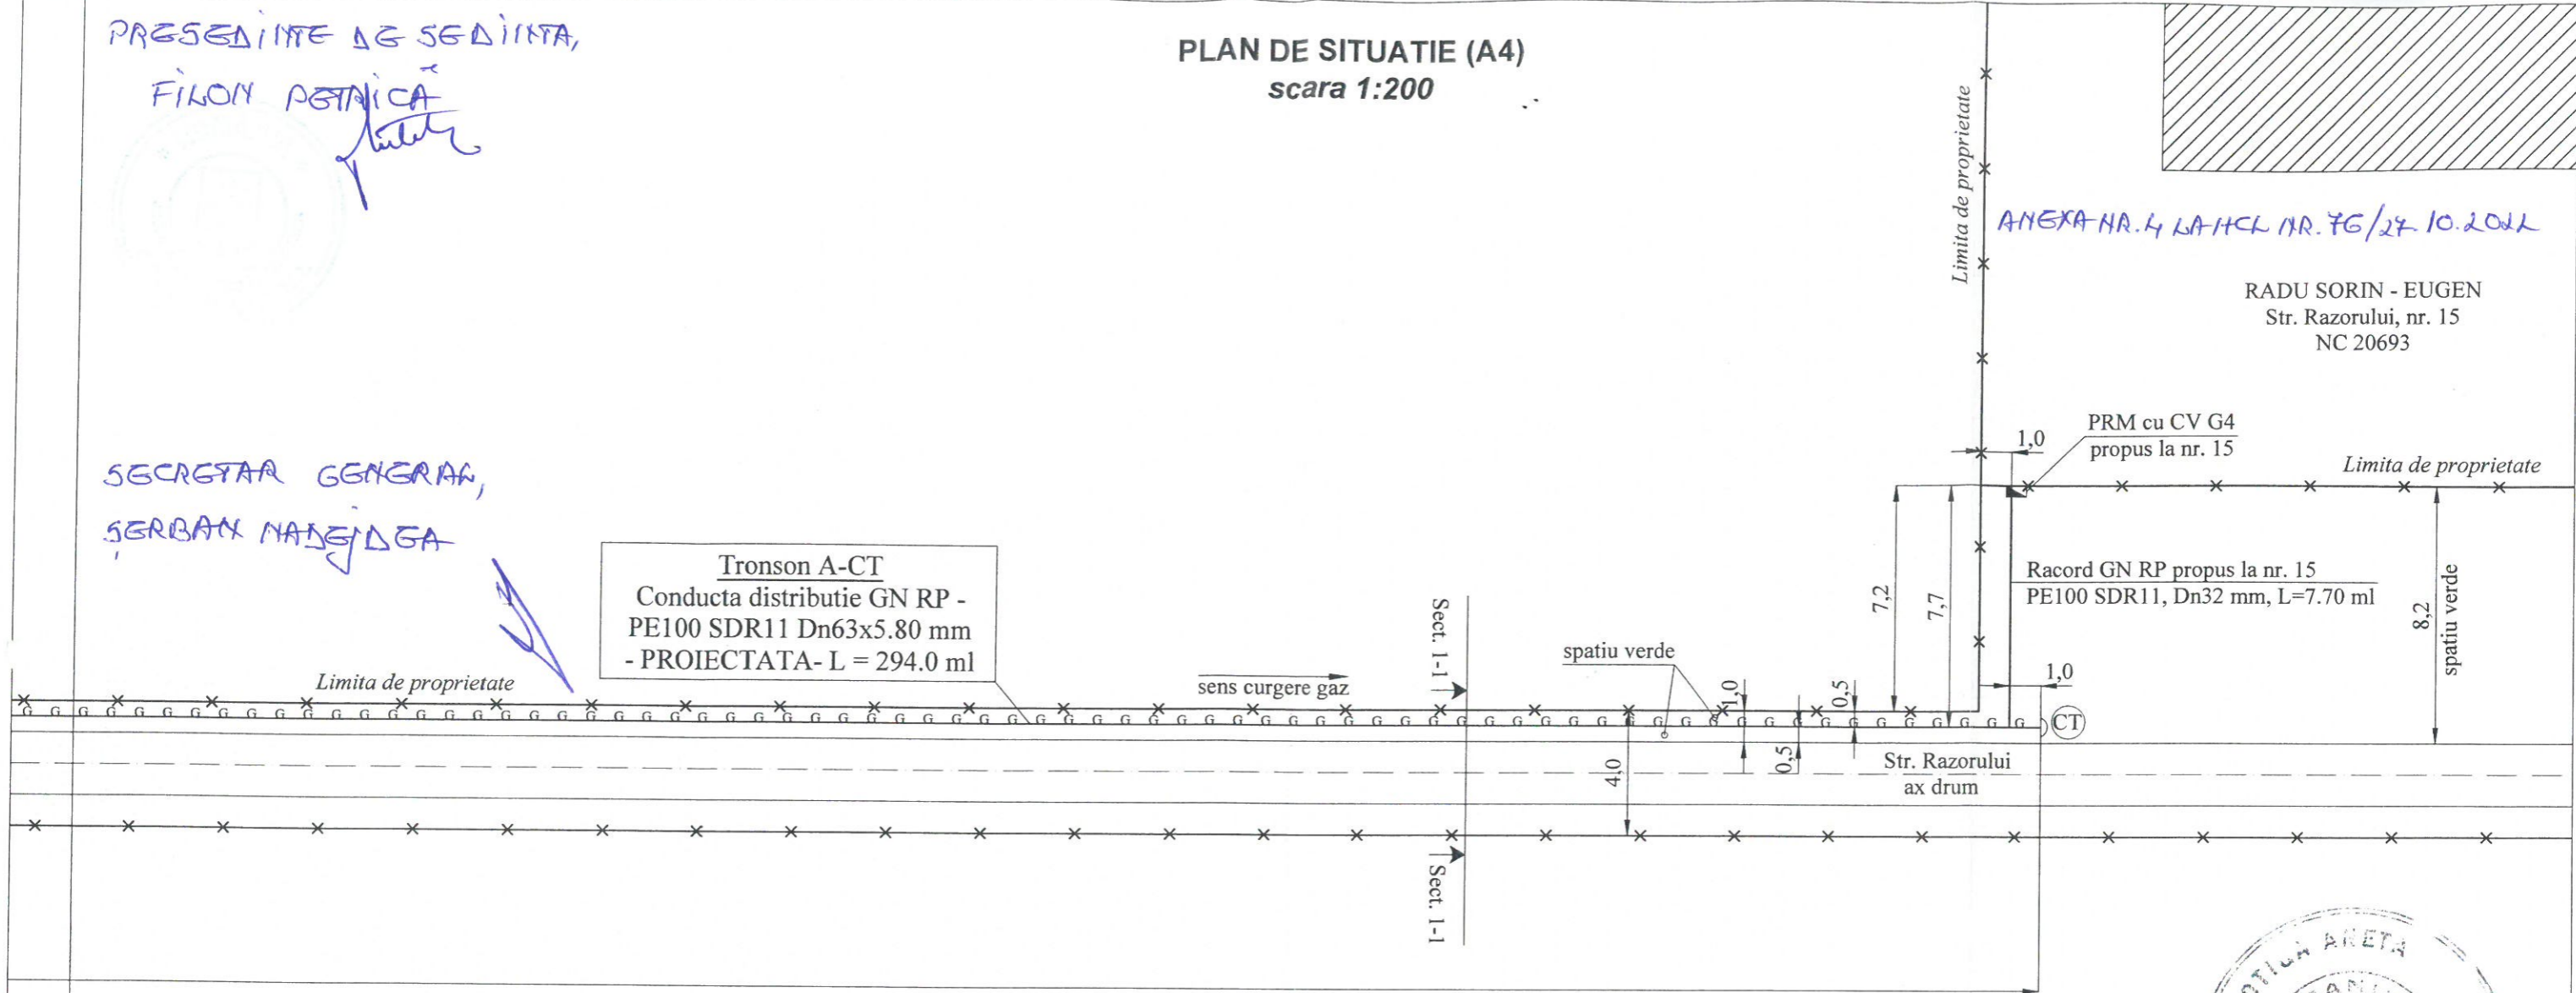 PRESEDINTE DE SEDINTA,
FILON PETRICĂ
PLAN DE SITUATIE (A4)
scara 1:200
Limita de proprietate
ANEXA NR. 4 LA HCL NR. 76/27.10.2022
RADU SORIN - EUGEN
Str. Razorului, nr. 15
NC 20693
PRM cu CV G4
propus la nr. 15
1,0
Limita de proprietate
SECRETAR GENERAL,
ȘERBAN NADEJDEA
Tronson A-CT
Conducta distributie GN RP -
PE100 SDR11 Dn63x5.80 mm
- PROIECTATA- L = 294.0 ml
Sect. 1-1
7,2
7,7
Racord GN RP propus la nr. 15
PE100 SDR11, Dn32 mm, L=7.70 ml
8,2
spatiu verde
spatiu verde
1,0
Limita de proprietate
sens curgere gaz
1,0
0,5
G G G G G G G G G G G G G G G G G G G G G G G G G G G G G G G G G G G G G G G G G G G G G G G G G G G G G G G G G G G G G G G G G G G G G G G G
CT
4,0
0,5
Str. Razorului
ax drum
Sect. 1-1
ANETA